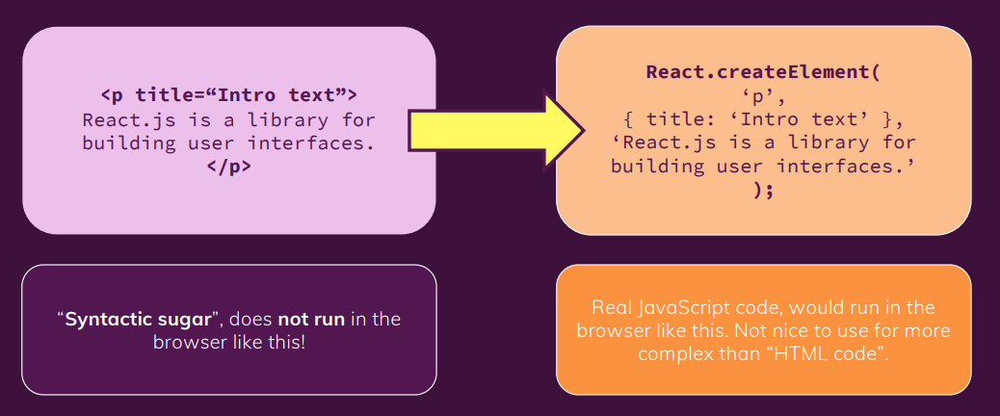 <p title=“Intro text”>
React.js is a library for
building user interfaces.
</p>
React.createElement(
‘p’,
{ title: ‘Intro text’ },
‘React.js is a library for
building user interfaces.’
);
“Syntactic sugar”, does not run in the
browser like this!
Real JavaScript code, would run in the
browser like this. Not nice to use for more
complex than “HTML code”.